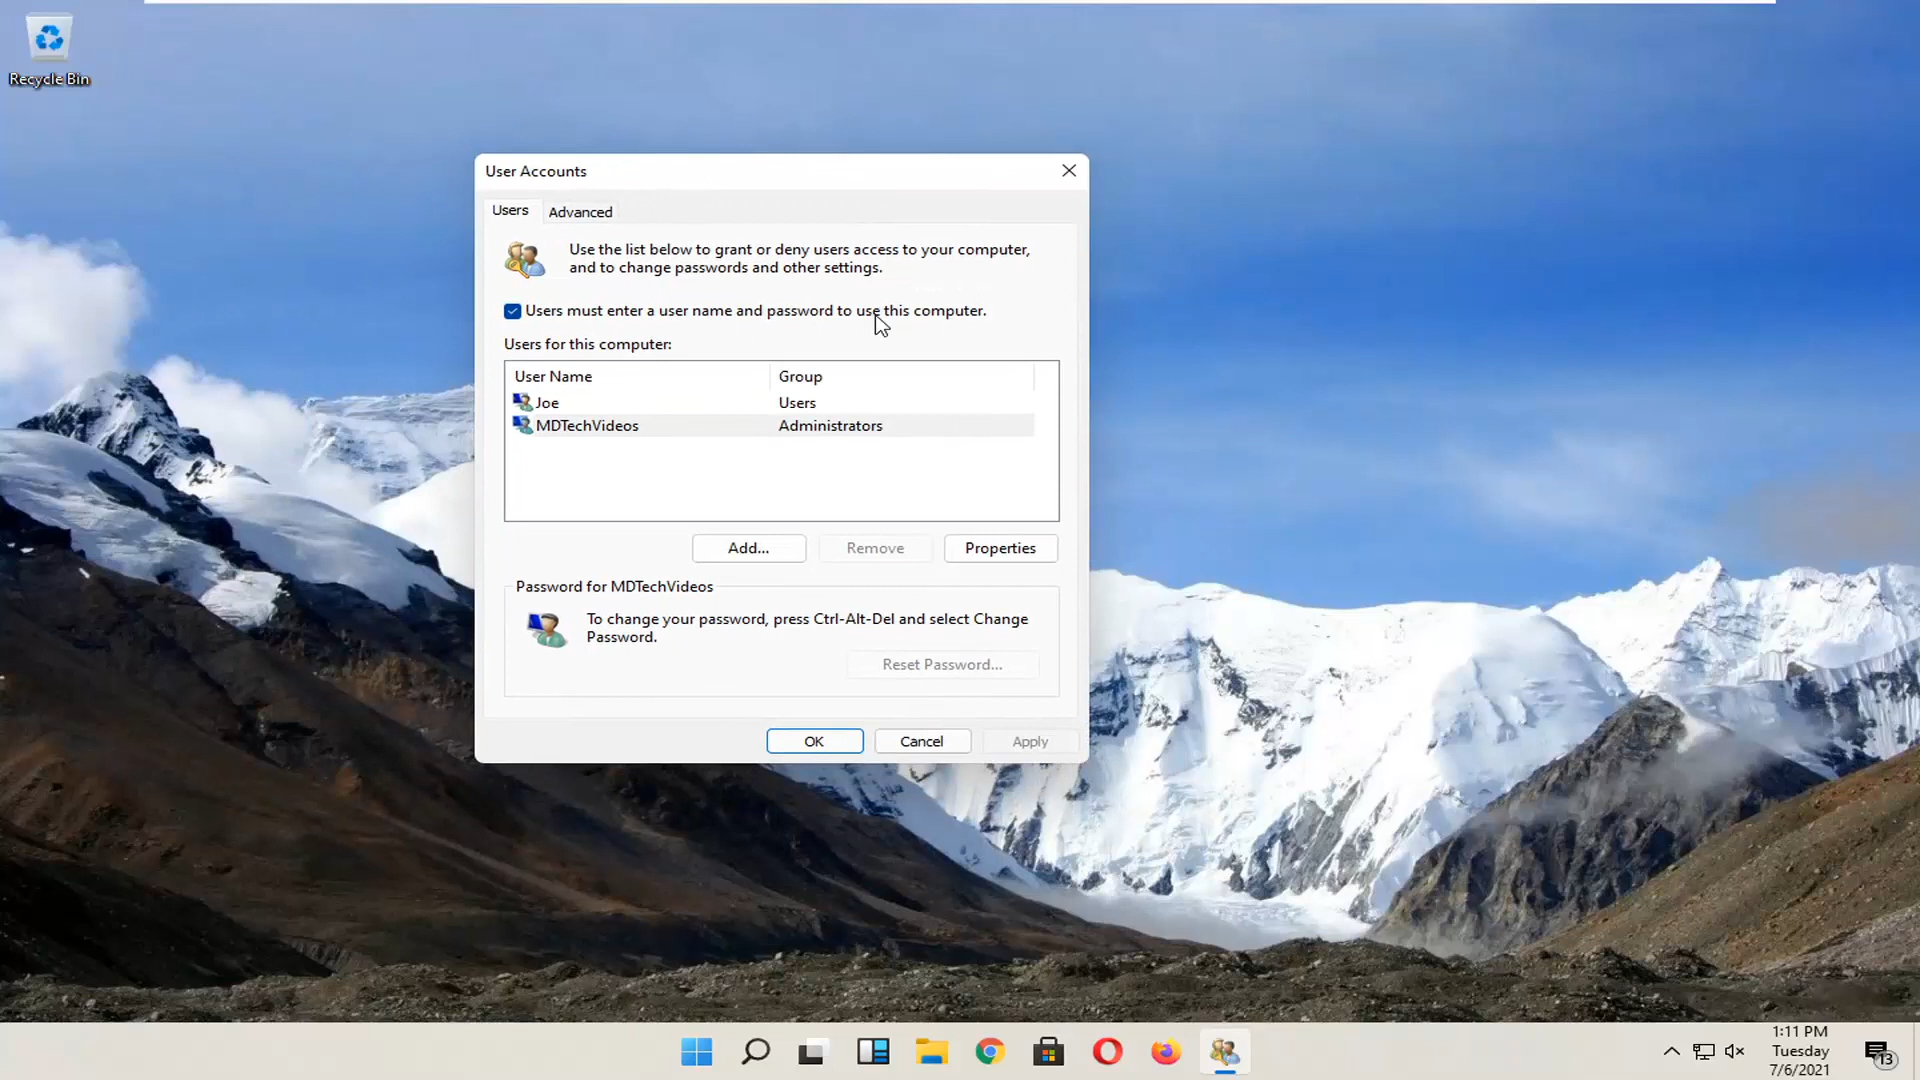 Recycle Bin
User Accounts
Users
Advanced
Use the list below to grant or deny users access to your computer,
and to change passwords and other settings.
Users must enter a user name and password to use this computer.
Users for this computer:
User Name Group
Joe Users
MDTechVideos Administrators
Add... Remove Properties
Password for MDTechVideos
To change your password, press Ctrl-Alt-Del and select Change
Password.
Reset Password...
OK Cancel Apply
1:11 PM
Tuesday
7/6/2021
13